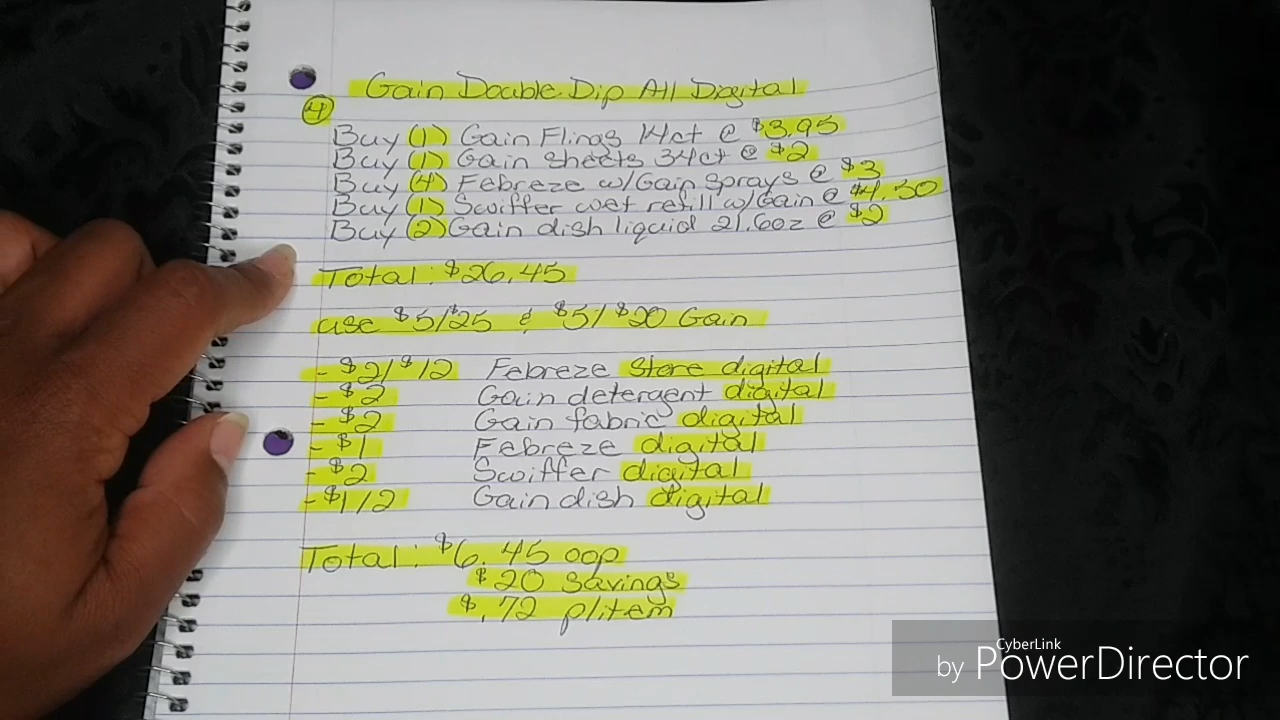 Gain Double Dip All Digital
4
Buy (1) Gain Flings 14ct @ $3.95
Buy (1) Gain sheets 34ct @ $2
Buy (4) Febreze w/Gain sprays @ $3
Buy (1) Swiffer wet refill w/Gain @ $4.50
Buy (2) Gain dish liquid 21.6oz @ $2
Total: $26.45
use $5/$25 & $5/$20 Gain
- $2/$12 Febreze Store digital
- $2 Gain detergent digital
- $2 Gain fabric digital
- $1 Febreze digital
- $2 Swiffer digital
- $1/2 Gain dish digital
Total: $6.45 oop
$20 savings
$.72 p/item
CyberLink
by PowerDirector